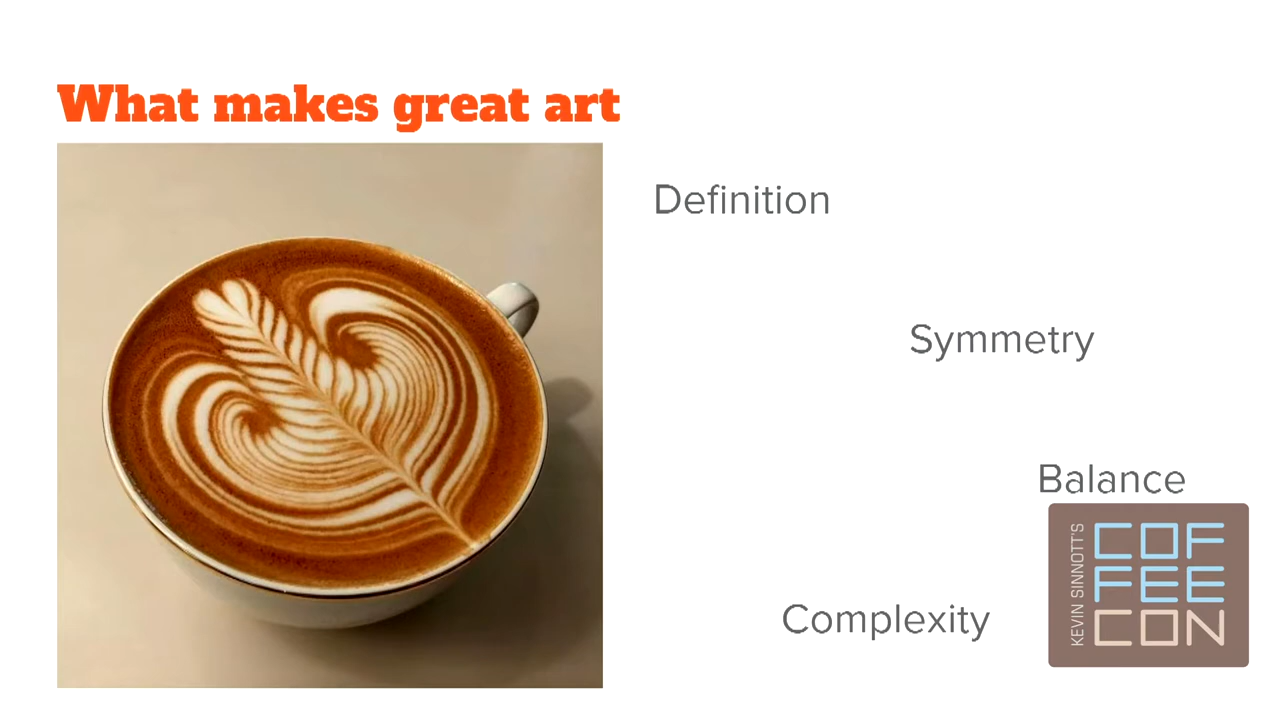 What makes great art
Definition
Symmetry
Balance
Complexity
KEVIN SINNOTT'S
COF
FEE
CON